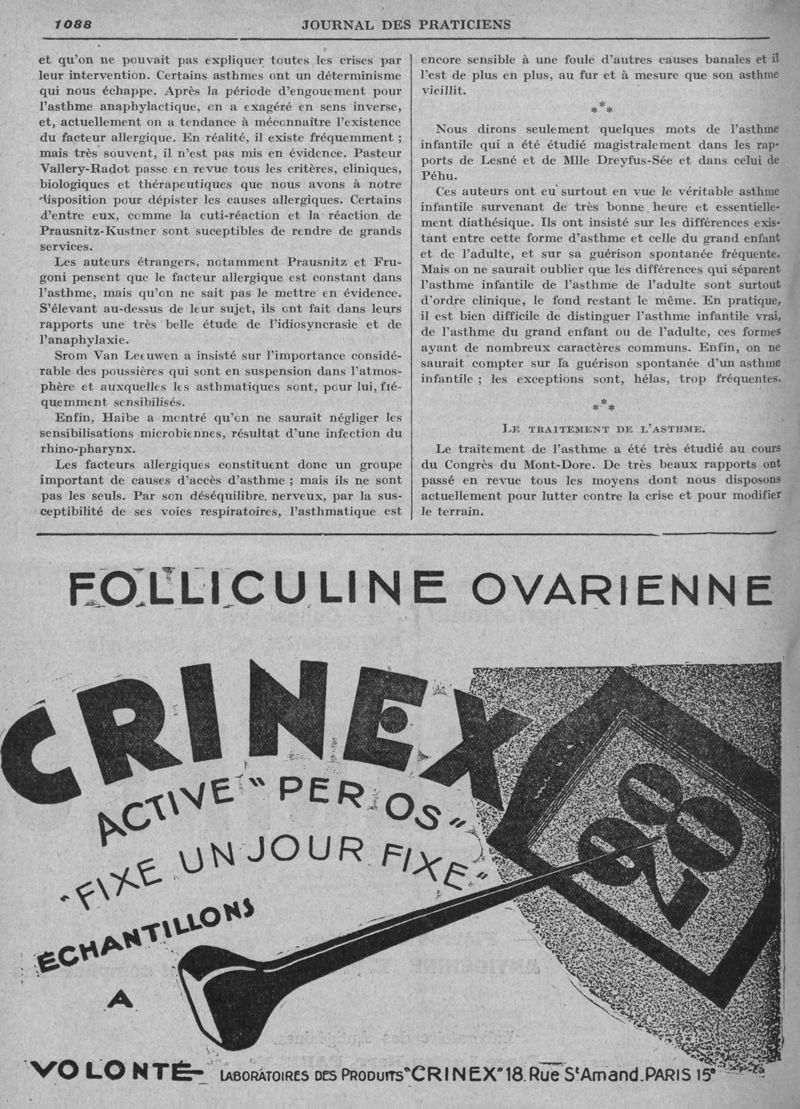 1088
JOURNAL DES PRATICIENS
et qu'on ne pouvait pas expliquer toutes les crises par
leur intervention. Certains asthmes ont un déterminisme
qui nous échappe. Après la période d'engouement pour
l'asthme anaphylactique, on a exagéré en sens inverse,
et, actuellement on a tendance à méconnaître l'existence
du facteur allergique. En réalité, il existe fréquemment ;
mais très souvent, il n'est pas mis en évidence. Pasteur
Vallery-Radot passe en revue tous les critères, cliniques,
biologiques et thérapeutiques que nous avons à notre
disposition pour dépister les causes allergiques. Certains
d'entre eux, comme la cuti-réaction et la réaction de
Prausnitz-Kustner sont suceptibles de rendre de grands
services.
Les auteurs étrangers, notamment Prausnitz et Fru-
goni pensent que le facteur allergique est constant dans
l'asthme, mais qu'on ne sait pas le mettre en évidence.
S'élevant au-dessus de leur sujet, ils ont fait dans leurs
rapports une très belle étude de l'idiosyncrasie et de
l'anaphylaxie.
Srom Van Leeuwen a insisté sur l'importance considé-
rable des poussières qui sont en suspension dans l'atmos-
phère et auxquelles les asthmatiques sont, pour lui, fré-
quemment sensibilisés.
Enfin, Haibe a montré qu'on ne saurait négliger les
sensibilisations microbiennes, résultat d'une infection du
rhino-pharynx.
Les facteurs allergiques constituent donc un groupe
important de causes d'accès d'asthme ; mais ils ne sont
pas les seuls. Par son déséquilibre nerveux, par la sus-
ceptibilité de ses voies respiratoires, l'asthmatique est
encore sensible à une foule d'autres causes banales et il
l'est de plus en plus, au fur et à mesure que son asthme
vieillit.
***
Nous dirons seulement quelques mots de l'asthme
infantile qui a été étudié magistralement dans les rap-
ports de Lesné et de Mlle Dreyfus-Sée et dans celui de
Péhu.
Ces auteurs ont eu surtout en vue le véritable asthme
infantile survenant de très bonne heure et essentielle-
ment diathésique. Ils ont insisté sur les différences exis-
tant entre cette forme d'asthme et celle du grand enfant
et de l'adulte, et sur sa guérison spontanée fréquente.
Mais on ne saurait oublier que les différences qui séparent
l'asthme infantile de l'asthme de l'adulte sont surtout
d'ordre clinique, le fond restant le même. En pratique,
il est bien difficile de distinguer l'asthme infantile vrai,
de l'asthme du grand enfant ou de l'adulte, ces formes
ayant de nombreux caractères communs. Enfin, on ne
saurait compter sur la guérison spontanée d'un asthme
infantile ; les exceptions sont, hélas, trop fréquentes.
***
LE TRAITEMENT DE L'ASTHME.
Le traitement de l'asthme a été très étudié au cours
du Congrès du Mont-Dore. De très beaux rapports ont
passé en revue tous les moyens dont nous disposons
actuellement pour lutter contre la crise et pour modifier
le terrain.
FOLLICULINE OVARIENNE
CRINEX
ACTIVE "PER OS"
"FIXE UN JOUR FIXE"
28
ÉCHANTILLONS
A
VOLONTÉ
LABORATOIRES DES PRODUITS "CRINEX" 18. Rue St Amand. PARIS 15e